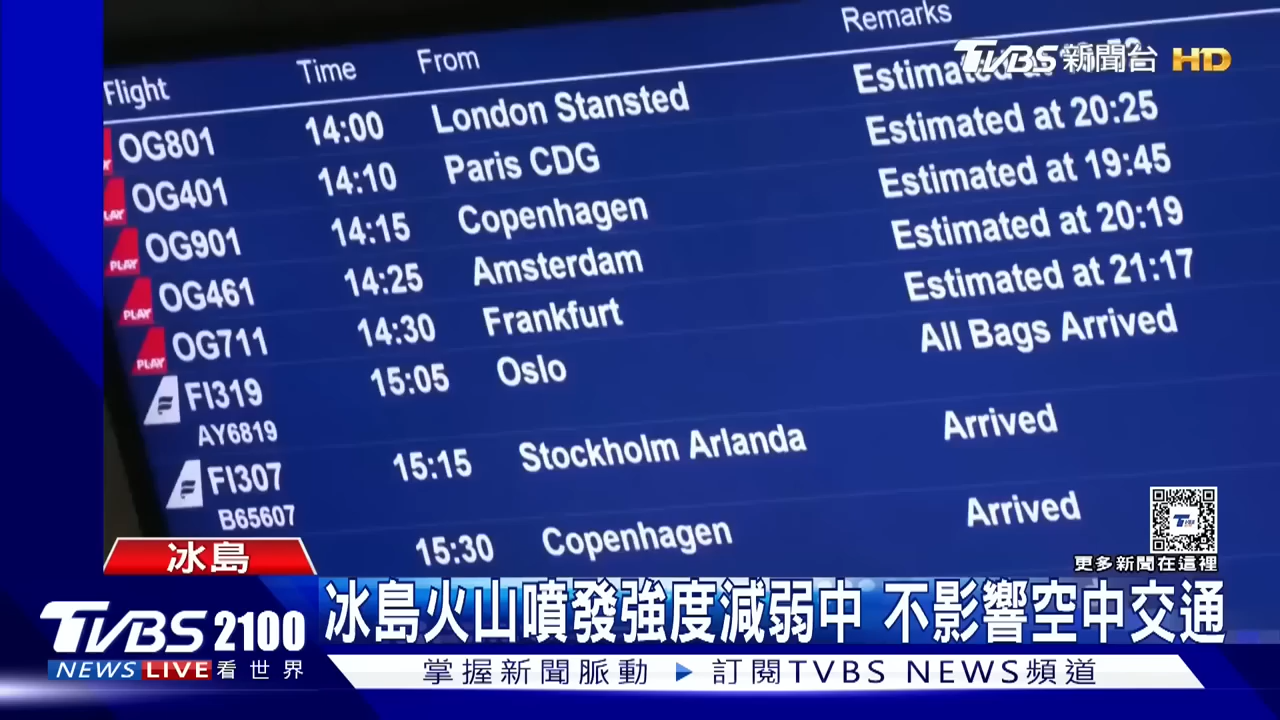 Flight Time From Remarks
TVBS新聞台 HD
OG801 14:00 London Stansted Estimated at
PLAY OG401 14:10 Paris CDG Estimated at 20:25
PLAY OG901 14:15 Copenhagen Estimated at 19:45
PLAY OG461 14:25 Amsterdam Estimated at 20:19
PLAY OG711 14:30 Frankfurt Estimated at 21:17
FI319 15:05 Oslo All Bags Arrived
AY6819
FI307 15:15 Stockholm Arlanda Arrived
B65607
15:30 Copenhagen Arrived
TVBS
更多新聞在這裡
冰島
冰島火山噴發強度減弱中 不影響空中交通
TVBS 2100
NEWS LIVE 看世界
掌握新聞脈動 訂閱TVBS NEWS頻道